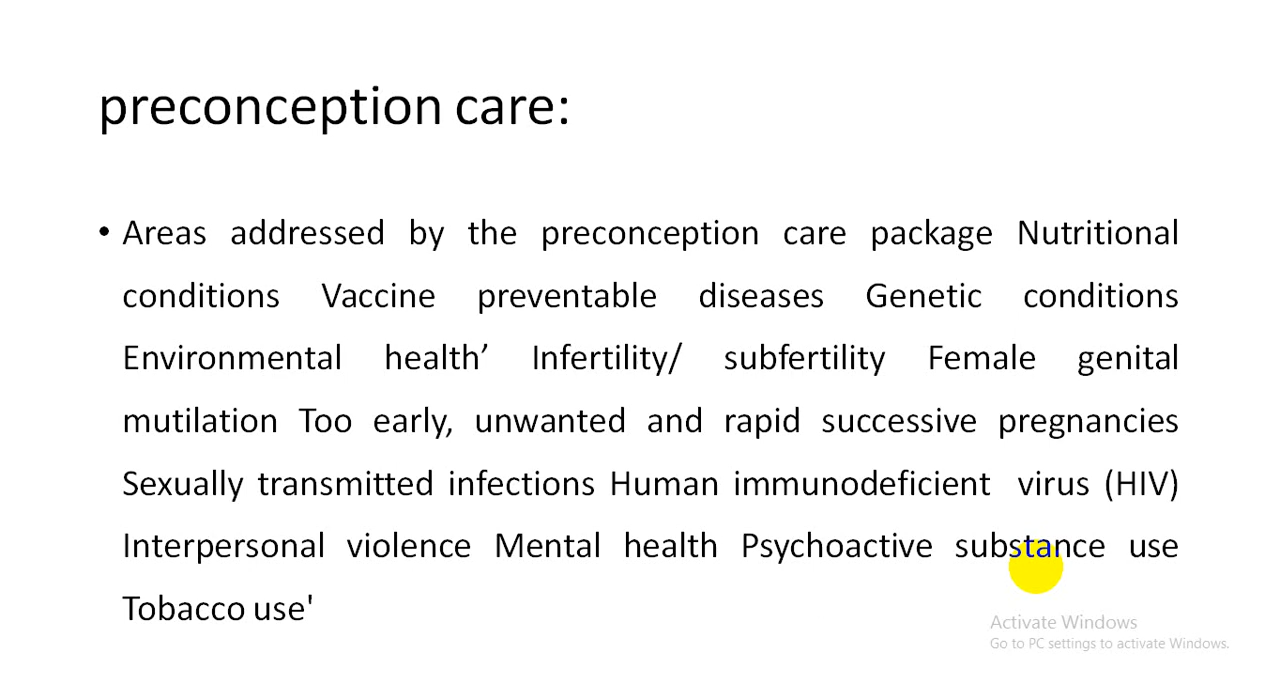 preconception care:
• Areas addressed by the preconception care package Nutritional
conditions Vaccine preventable diseases Genetic conditions
Environmental health’ Infertility/ subfertility Female genital
mutilation Too early, unwanted and rapid successive pregnancies
Sexually transmitted infections Human immunodeficient virus (HIV)
Interpersonal violence Mental health Psychoactive substance use
Tobacco use'
Activate Windows
Go to PC settings to activate Windows.